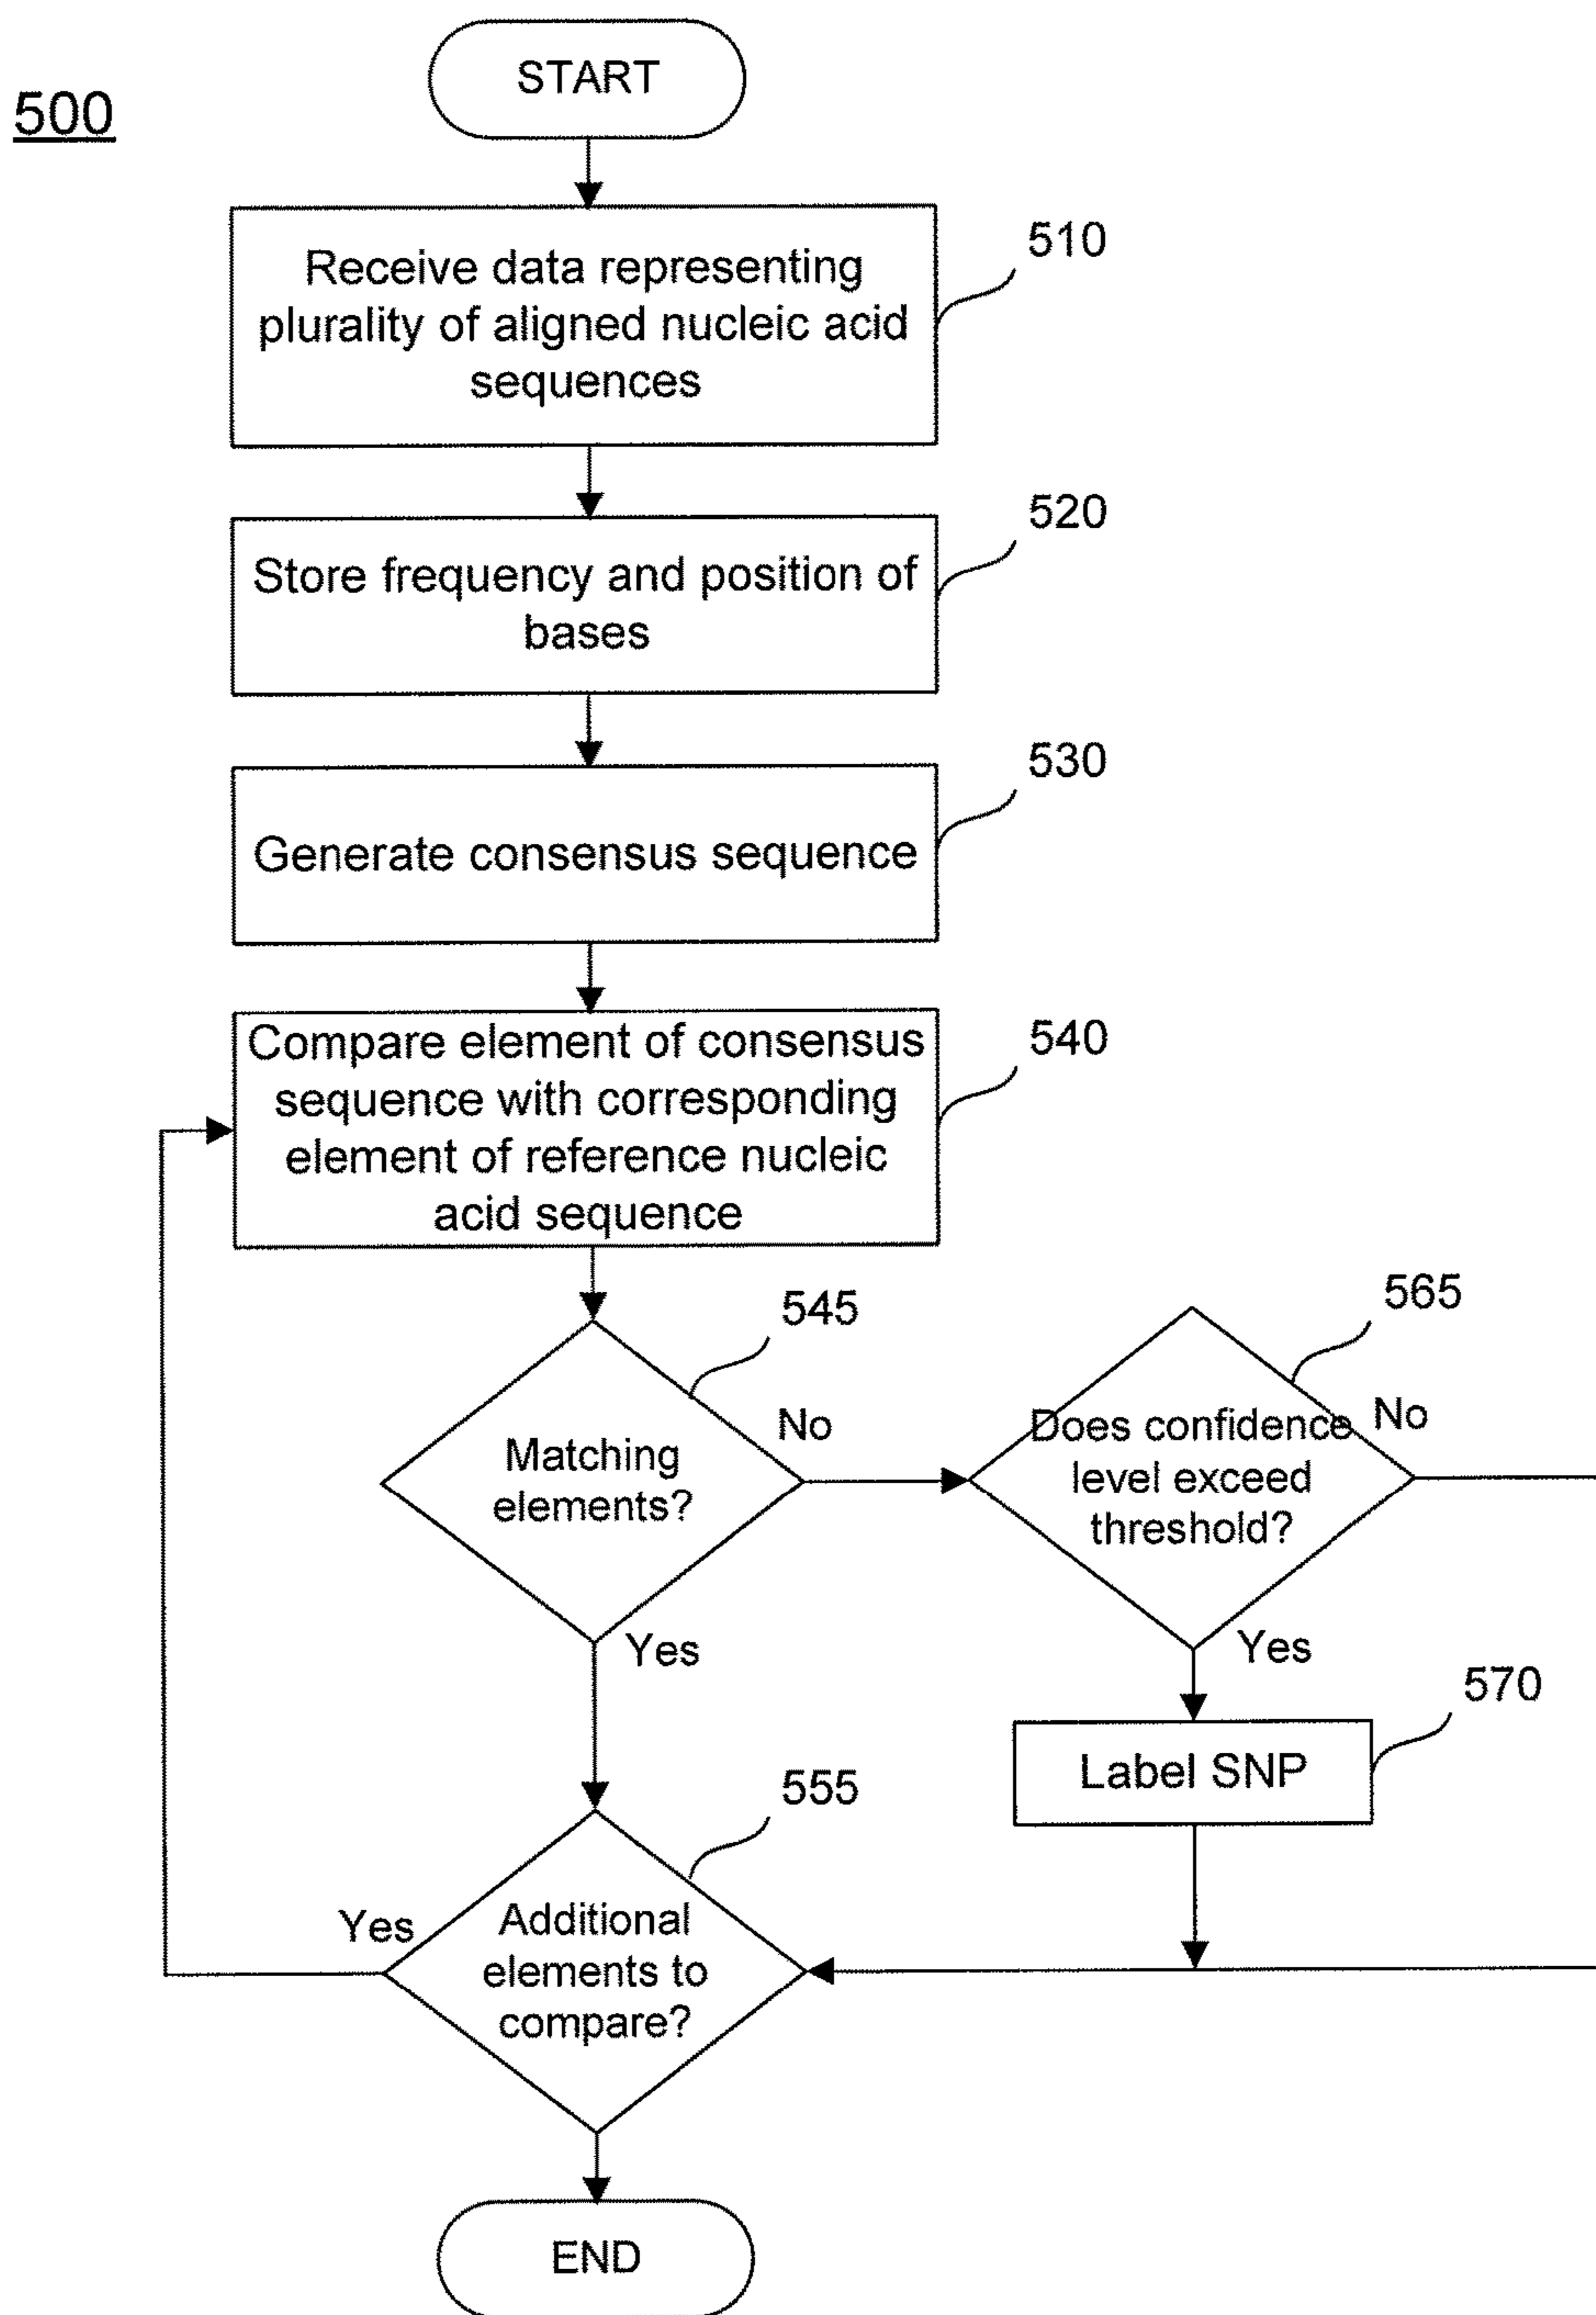 500
START
510
Receive data representing
plurality of aligned nucleic acid
sequences
520
Store frequency and position of
bases
530
Generate consensus sequence
540
Compare element of consensus
sequence with corresponding
element of reference nucleic
acid sequence
545
Matching
elements?
No
Yes
565
Does confidence
level exceed
threshold?
No
Yes
570
Label SNP
555
Additional
elements to
compare?
Yes
END